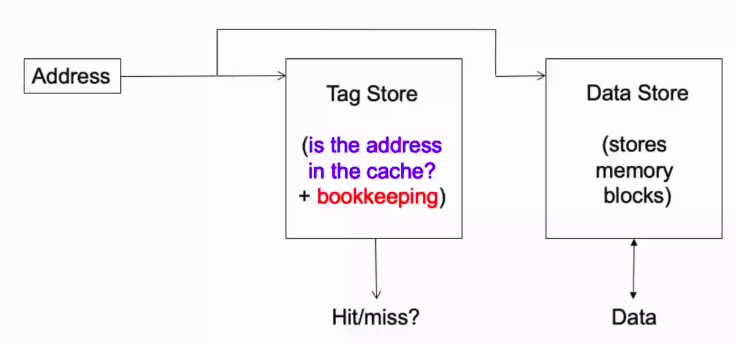 Address
Tag Store
(is the address
in the cache?
+ bookkeeping)
Hit/miss?
Data Store
(stores
memory
blocks)
Data